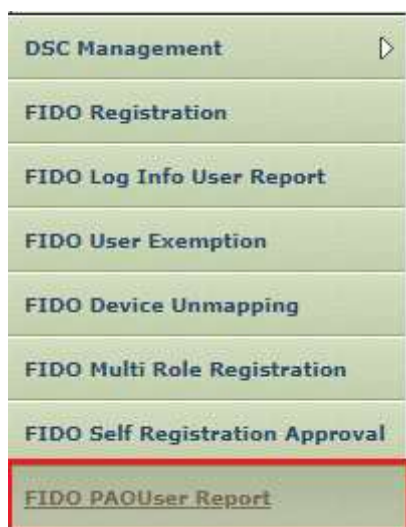 DSC Management
FIDO Registration
FIDO Log Info User Report
FIDO User Exemption
FIDO Device Unmapping
FIDO Multi Role Registration
FIDO Self Registration Approval
FIDO PAOUser Report